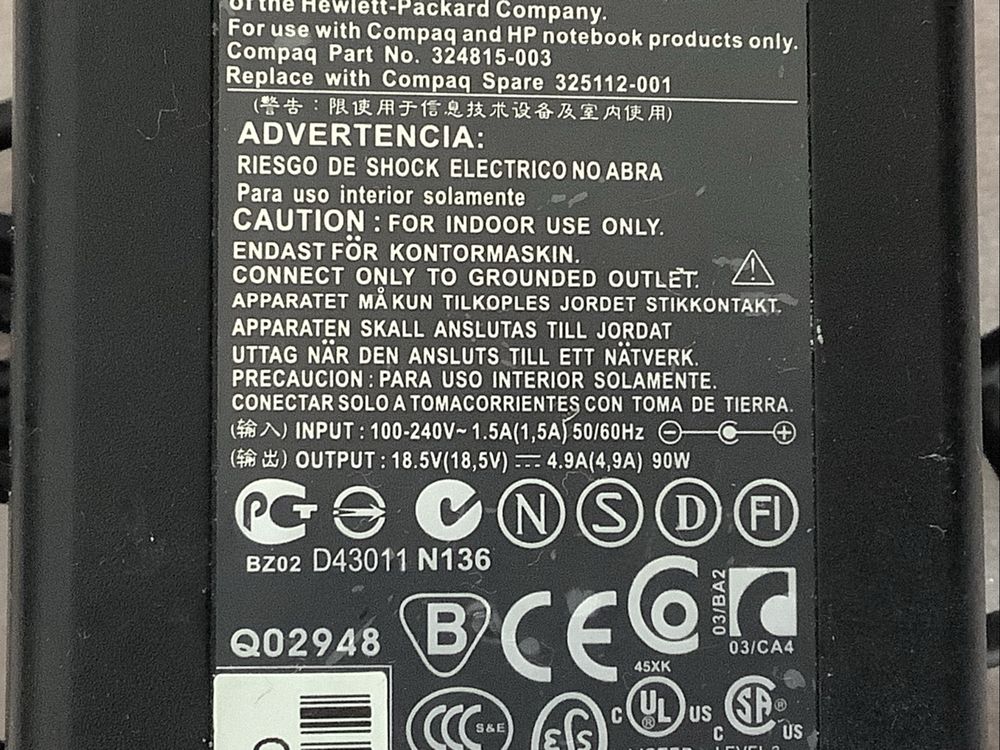 of the Hewlett-Packard Company.
For use with Compaq and HP notebook products only.
Compaq Part No. 324815-003
Replace with Compaq Spare 325112-001
(警告：限使用于信息技术设备及室内使用)
ADVERTENCIA:
RIESGO DE SHOCK ELECTRICO NO ABRA
Para uso interior solamente
CAUTION : FOR INDOOR USE ONLY.
ENDAST FÖR KONTORMASKIN.
CONNECT ONLY TO GROUNDED OUTLET.
APPARATET MÅ KUN TILKOPLES JORDET STIKKONTAKT.
APPARATEN SKALL ANSLUTAS TILL JORDAT
UTTAG NÄR DEN ANSLUTS TILL ETT NÄTVERK.
PRECAUCION : PARA USO INTERIOR SOLAMENTE.
CONECTAR SOLO A TOMACORRIENTES CON TOMA DE TIERRA.
(输入) INPUT : 100-240V~ 1.5A(1,5A) 50/60Hz
(输出) OUTPUT : 18.5V(18,5V) ⎓ 4.9A(4,9A) 90W
N S D FI
BZ02 D43011 N136
Q02948 B CE 03/BA2 03/CA4
45XK
CCC S&E C UL ® US C SA ® US
LEVEL 3